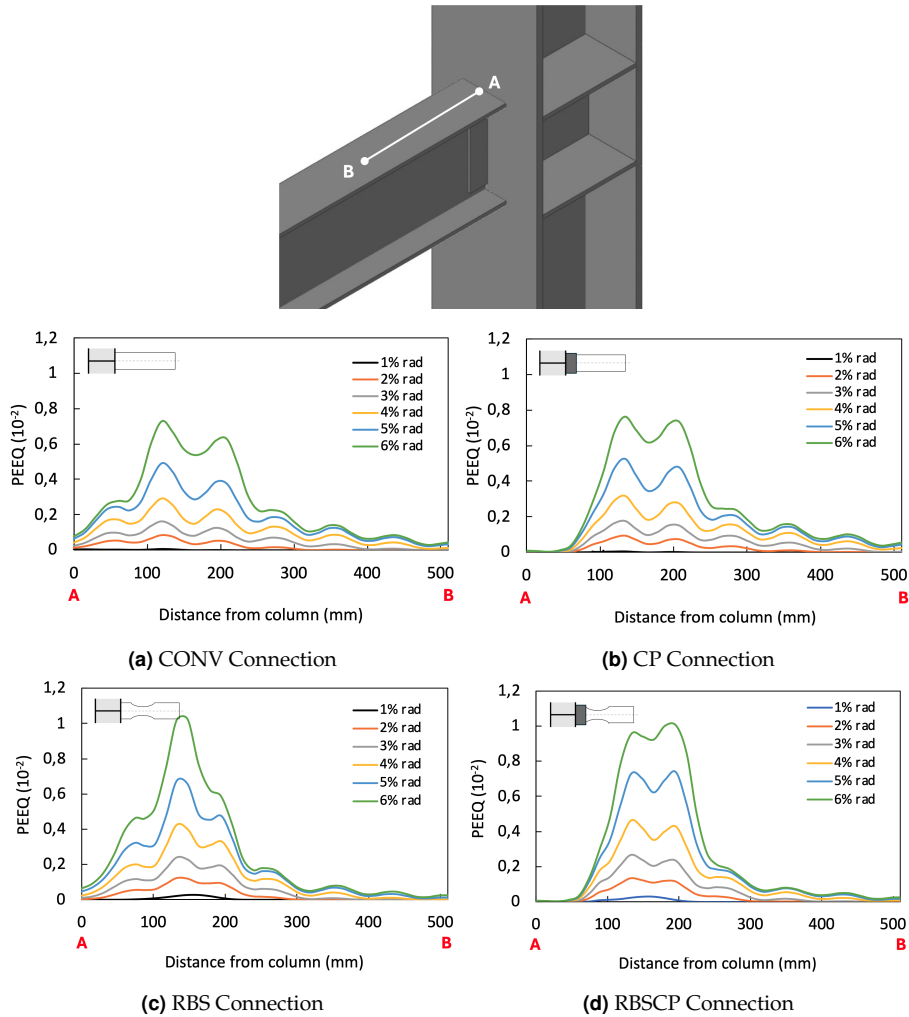 A
B
1,2
1
0,8
0,6
0,4
0,2
0
PEEQ (10⁻²)
1% rad
2% rad
3% rad
4% rad
5% rad
6% rad
0 100 200 300 400 500
A B
Distance from column (mm)
(a) CONV Connection
1,2
1
0,8
0,6
0,4
0,2
0
PEEQ (10⁻²)
1% rad
2% rad
3% rad
4% rad
5% rad
6% rad
0 100 200 300 400 500
A B
Distance from column (mm)
(b) CP Connection
1,2
1
0,8
0,6
0,4
0,2
0
PEEQ (10⁻²)
1% rad
2% rad
3% rad
4% rad
5% rad
6% rad
0 100 200 300 400 500
A B
Distance from column (mm)
(c) RBS Connection
1,2
1
0,8
0,6
0,4
0,2
0
PEEQ (10⁻²)
1% rad
2% rad
3% rad
4% rad
5% rad
6% rad
0 100 200 300 400 500
A B
Distance from column (mm)
(d) RBSCP Connection